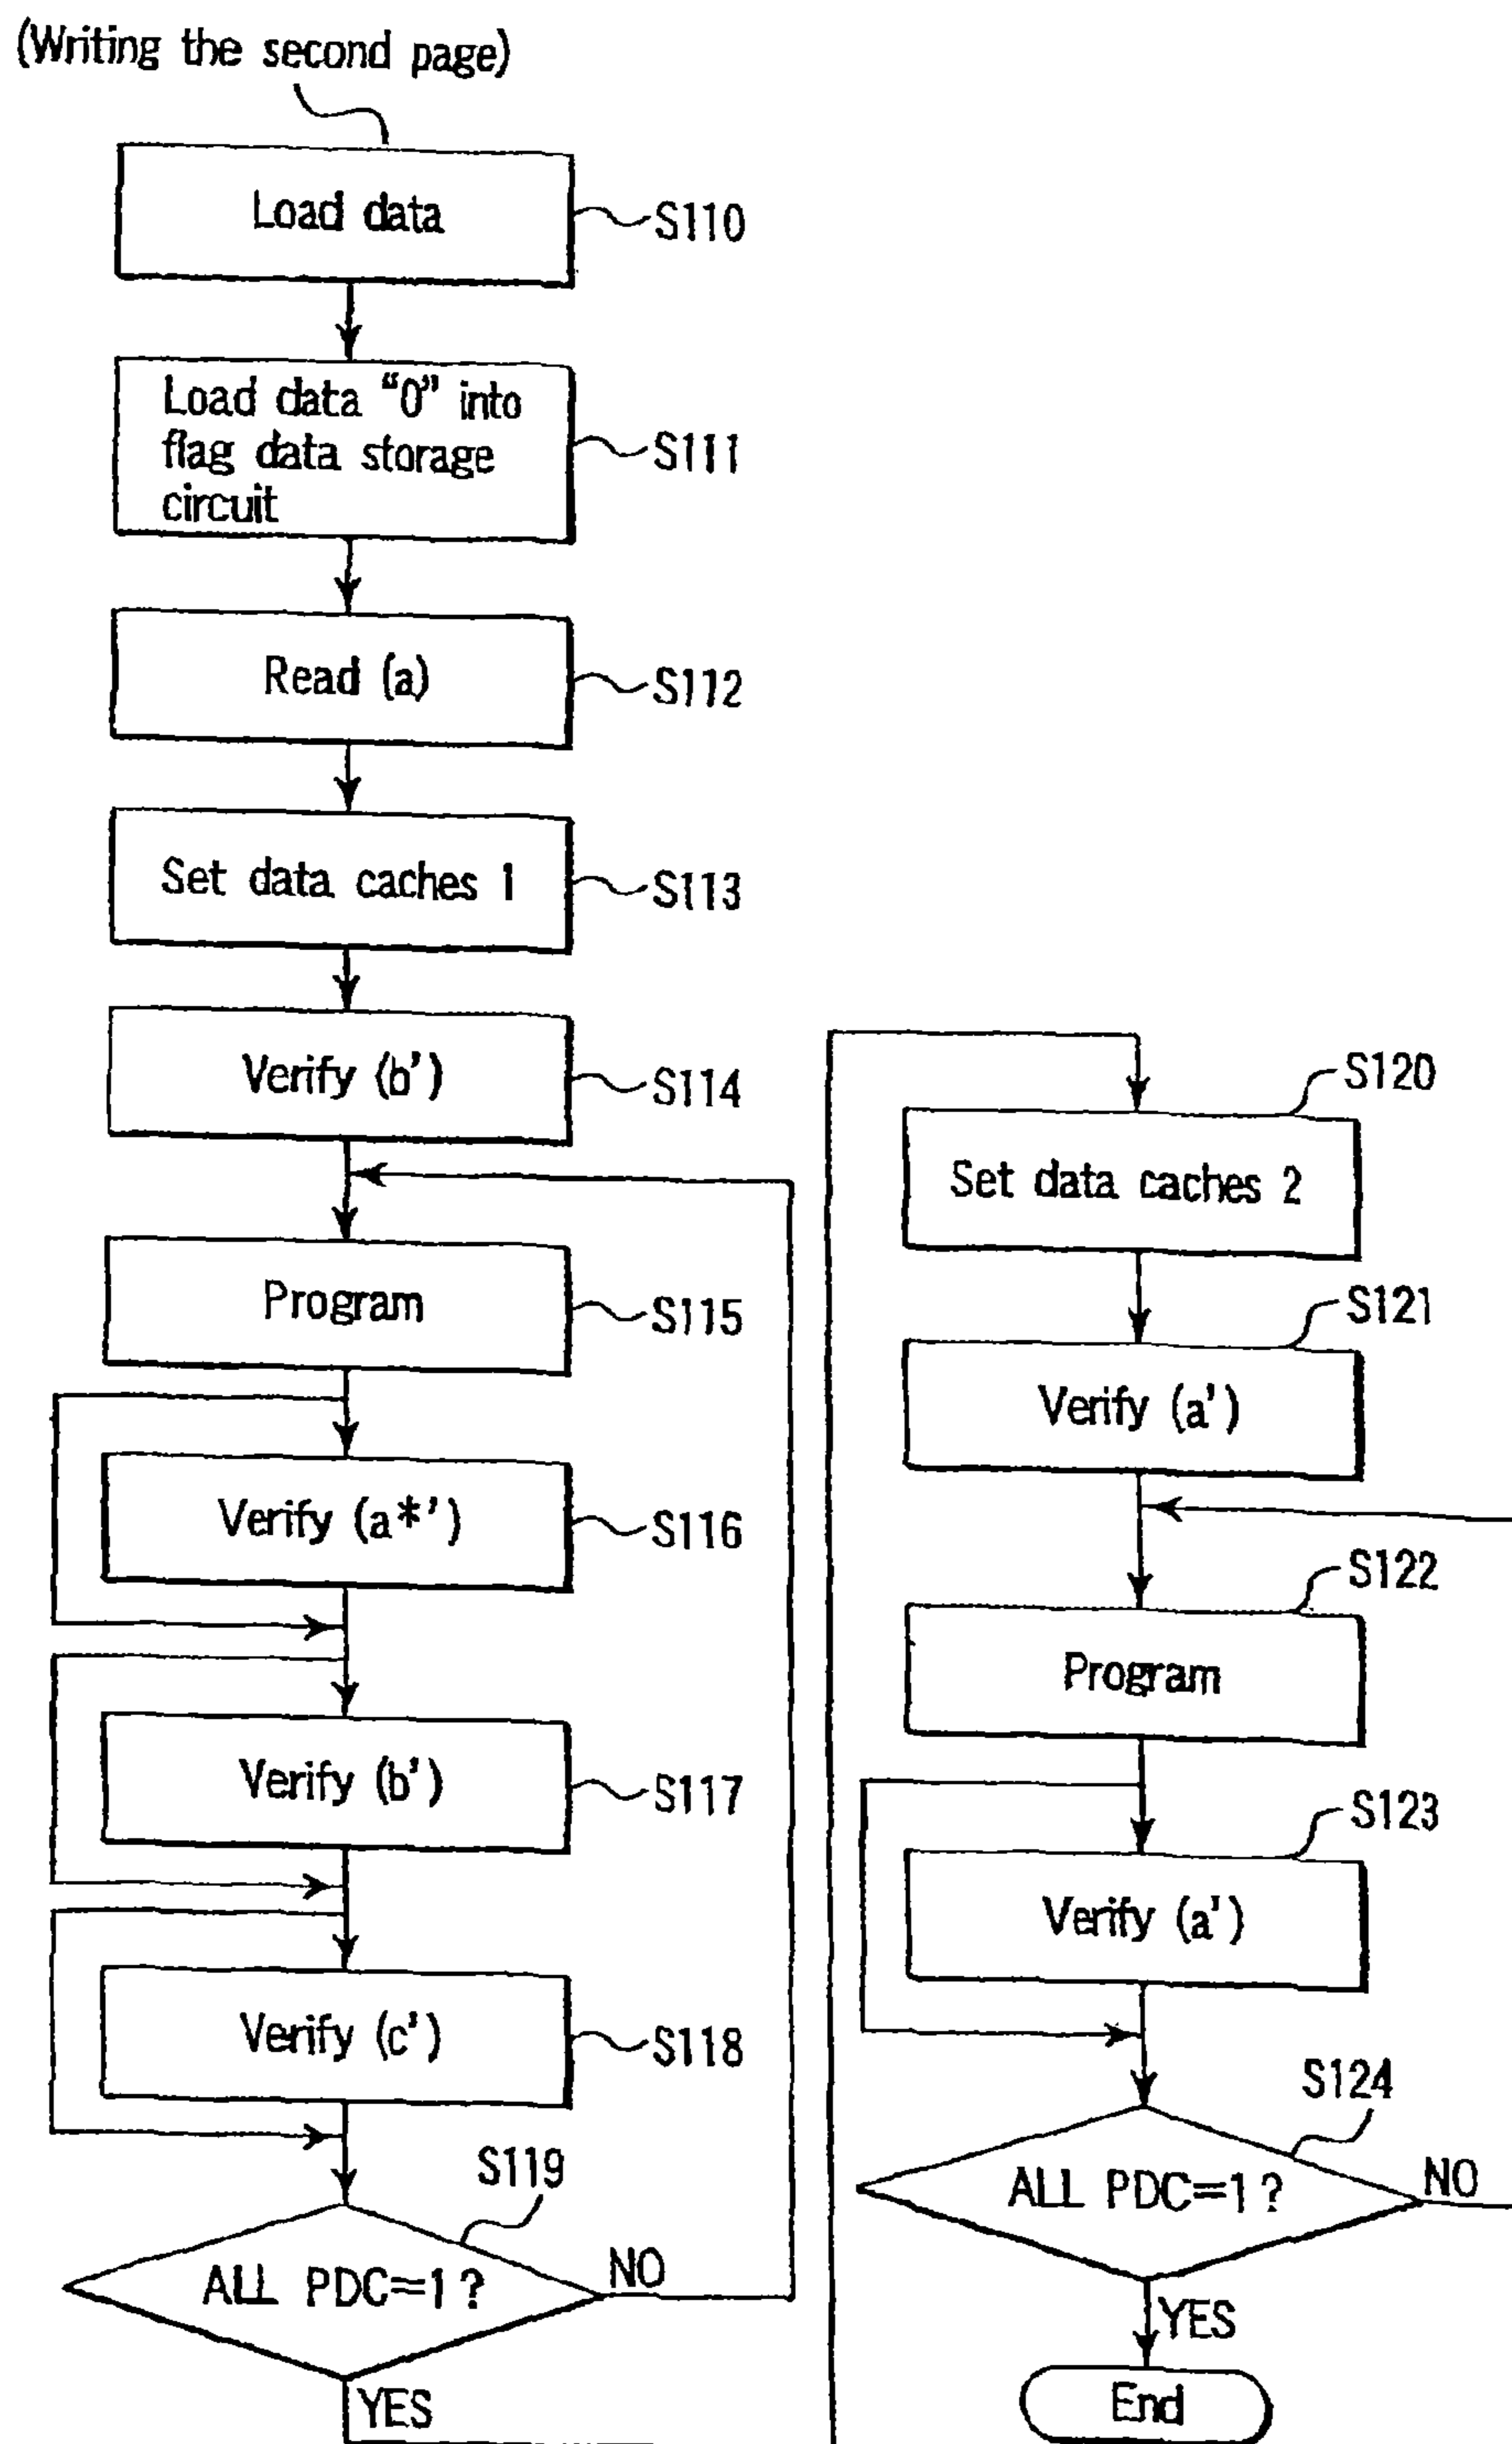 (Writing the second page)
Load data
S110
Load data “0” into
flag data storage
circuit
S111
Read (a)
S112
Set data caches 1
S113
Verify (b’)
S114
Program
S115
Verify (a*’)
S116
Verify (b’)
S117
Verify (c’)
S118
S119
ALL PDC=1?
NO
YES
S120
Set data caches 2
S121
Verify (a’)
S122
Program
S123
Verify (a’)
S124
ALL PDC=1?
NO
YES
End